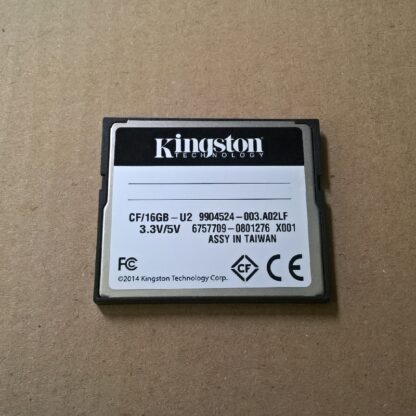 Kingston
TECHNOLOGY
CF/16GB-U2 9904524-003.A02LF
3.3V/5V 6757709-0801276 X001
ASSY IN TAIWAN
FC
CF
CE
©2014 Kingston Technology Corp.